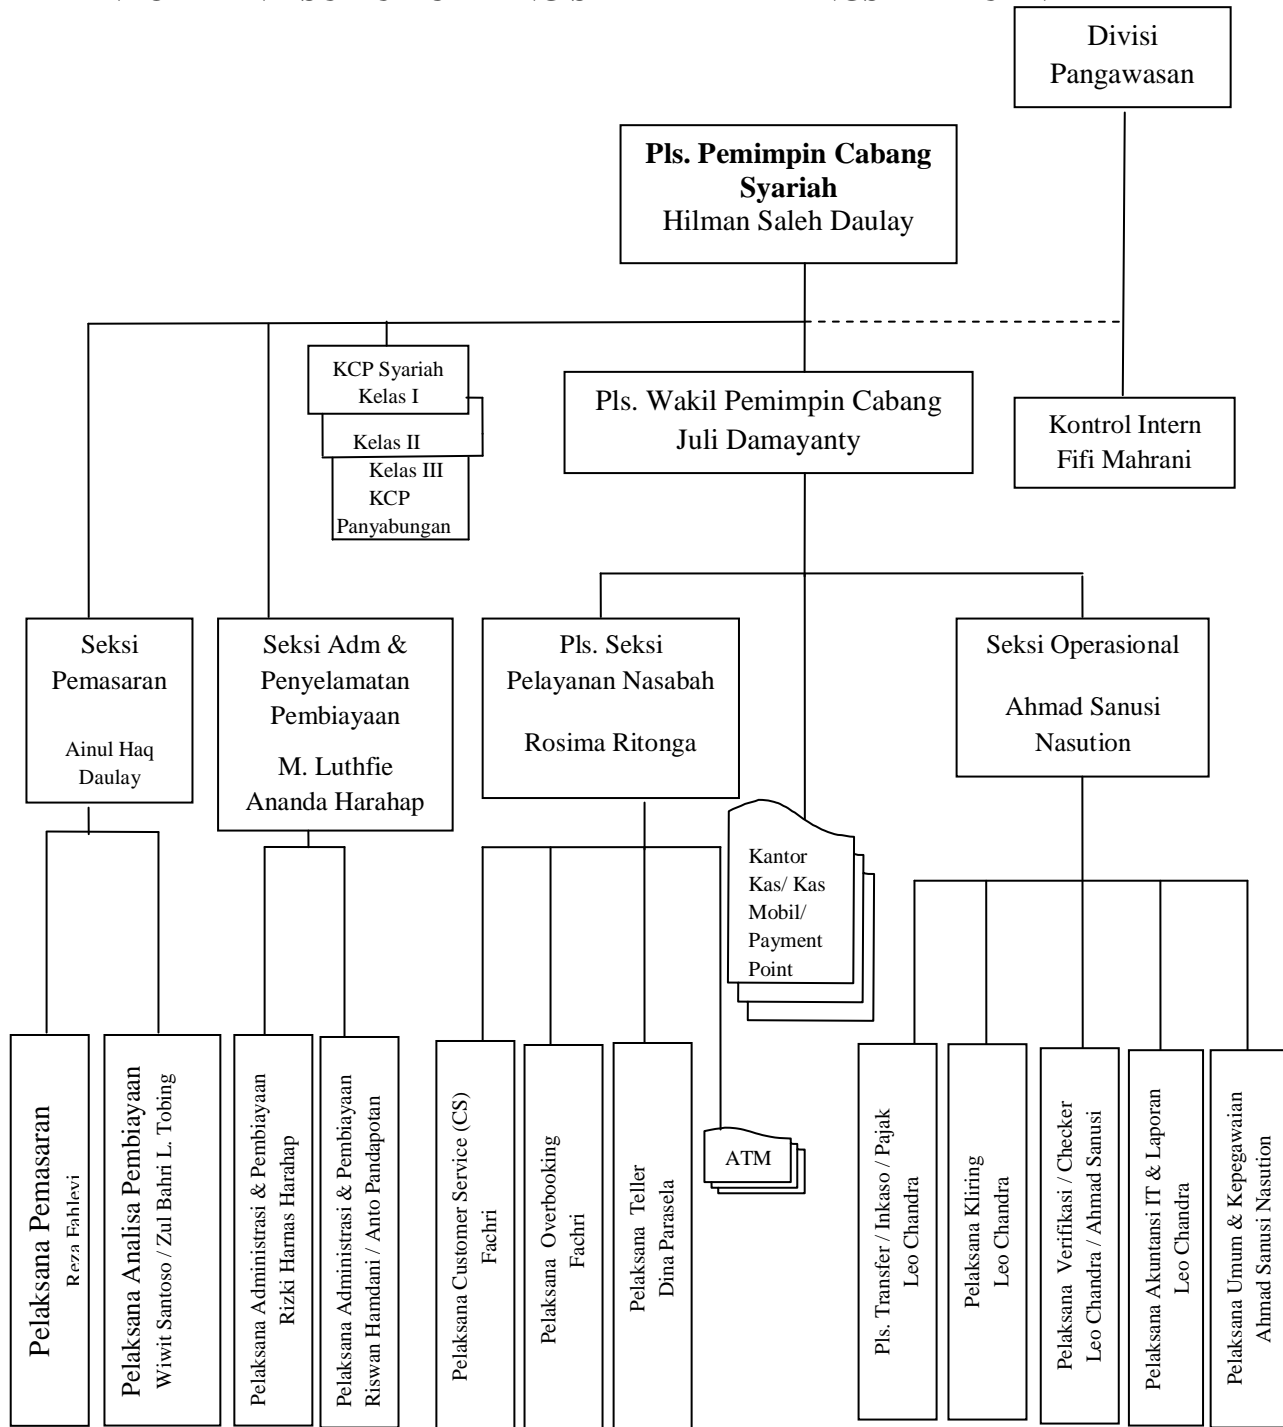 Divisi
Pangawasan
Pls. Pemimpin Cabang
Syariah
Hilman Saleh Daulay
KCP Syariah
Kelas I
Kelas II
Kelas III
KCP
Panyabungan
Pls. Wakil Pemimpin Cabang
Juli Damayanty
Kontrol Intern
Fifi Mahrani
Seksi
Pemasaran
Ainul Haq
Daulay
Seksi Adm &
Penyelamatan
Pembiayaan
M. Luthfie
Ananda Harahap
Pls. Seksi
Pelayanan Nasabah
Rosima Ritonga
Seksi Operasional
Ahmad Sanusi
Nasution
Kantor
Kas/ Kas
Mobil/
Payment
Point
Pelaksana Pemasaran
Reza Fahlevi
Pelaksana Analisa Pembiayaan
Wiwit Santoso / Zul Bahri L. Tobing
Pelaksana Administrasi & Pembiayaan
Rizki Harnas Harahap
Pelaksana Administrasi & Pembiayaan
Riswan Hamdani / Anto Pandapotan
Pelaksana Customer Service (CS)
Fachri
Pelaksana Overbooking
Fachri
Pelaksana Teller
Dina Parasela
ATM
Pls. Transfer / Inkaso / Pajak
Leo Chandra
Pelaksana Kliring
Leo Chandra
Pelaksana Verifikasi / Checker
Leo Chandra / Ahmad Sanusi
Pelaksana Akuntansi IT & Laporan
Leo Chandra
Pelaksana Umum & Kepegawaian
Ahmad Sanusi Nasution